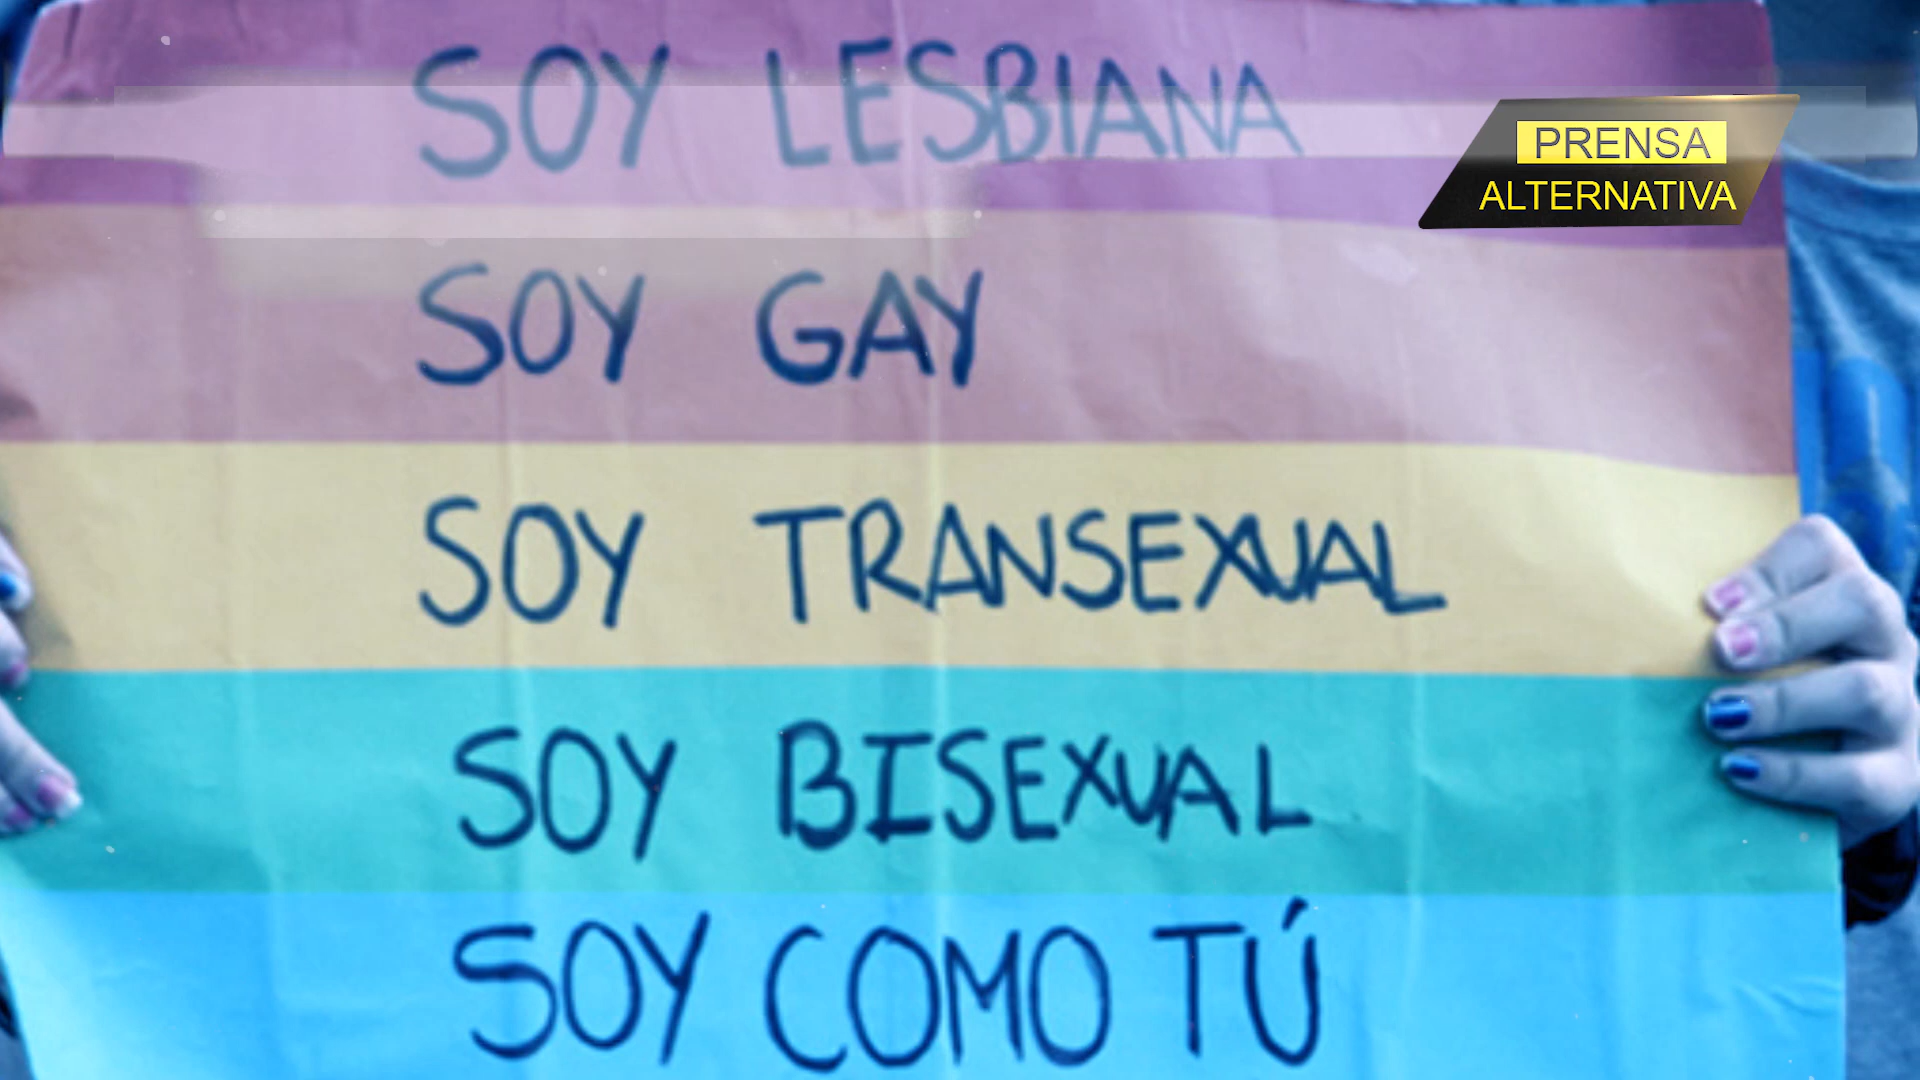 SOY LESBIANA
PRENSA
ALTERNATIVA
SOY GAY
SOY TRANSEXUAL
SOY BISEXUAL
SOY COMO TÚ